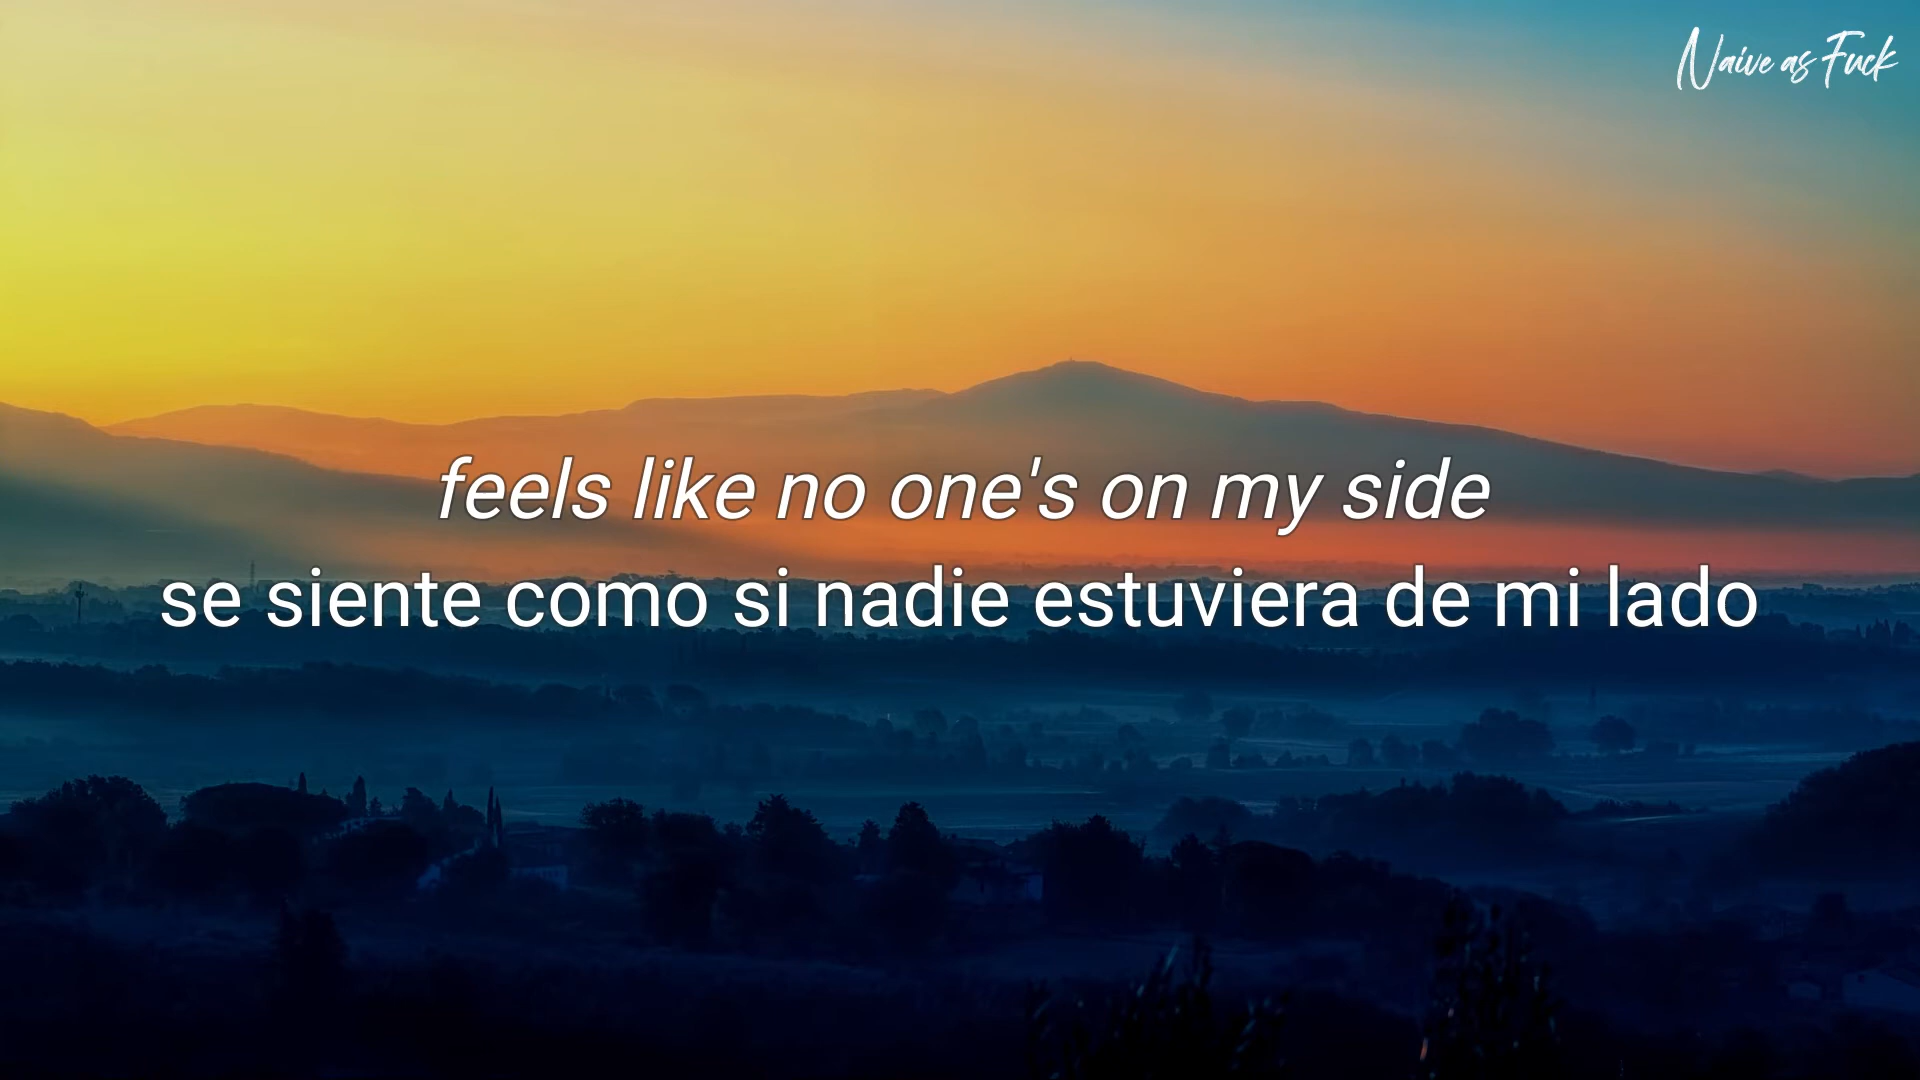 Naive as Fuck
feels like no one's on my side
se siente como si nadie estuviera de mi lado